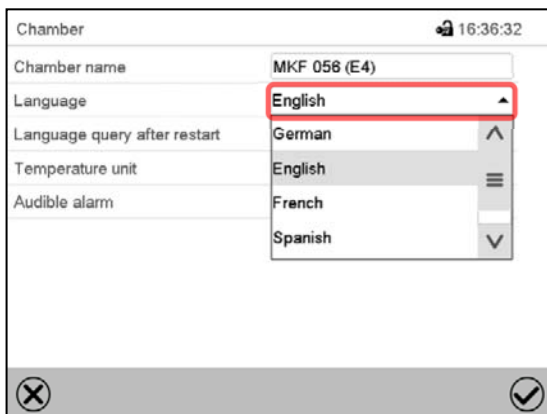 Chamber 16:36:32
Chamber name MKF 056 (E4)
Language English
Language query after restart German
Temperature unit English
Audible alarm French
Spanish